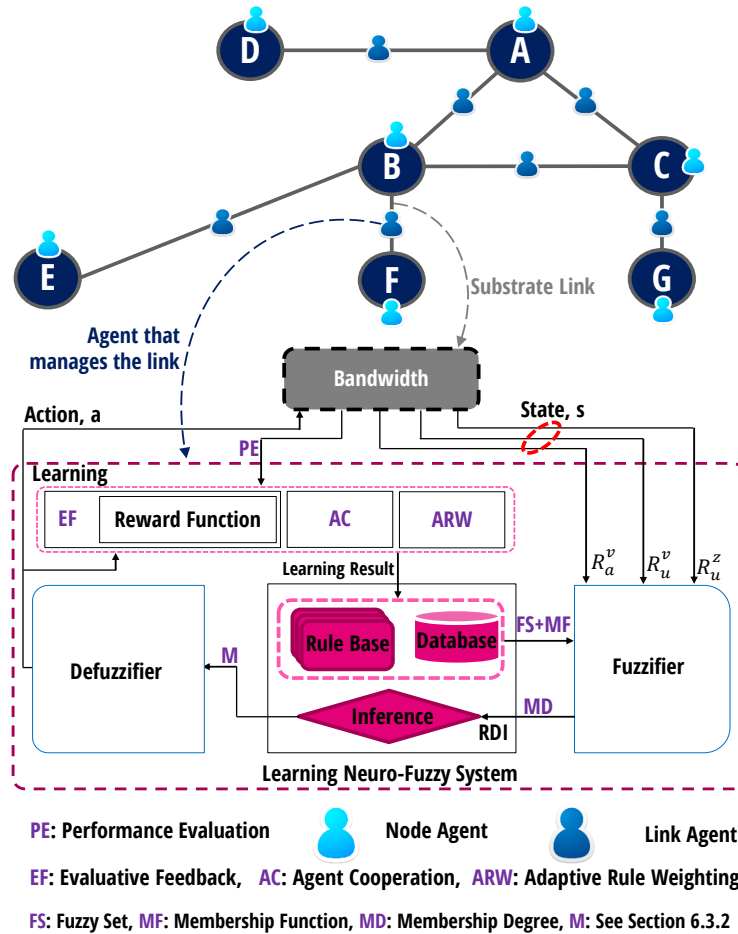 D
A
B
C
E
F
G
Substrate Link
Agent that
manages the link
Bandwidth
Action, a
State, s
PE
Learning
EF
Reward Function
AC
ARW
R_a^v
R_u^v
R_u^z
Learning Result
Rule Base
Database
FS+MF
Defuzzifier
M
Fuzzifier
Inference
MD
RDI
Learning Neuro-Fuzzy System
PE: Performance Evaluation
Node Agent
Link Agent
EF: Evaluative Feedback, AC: Agent Cooperation, ARW: Adaptive Rule Weighting
FS: Fuzzy Set, MF: Membership Function, MD: Membership Degree, M: See Section 6.3.2